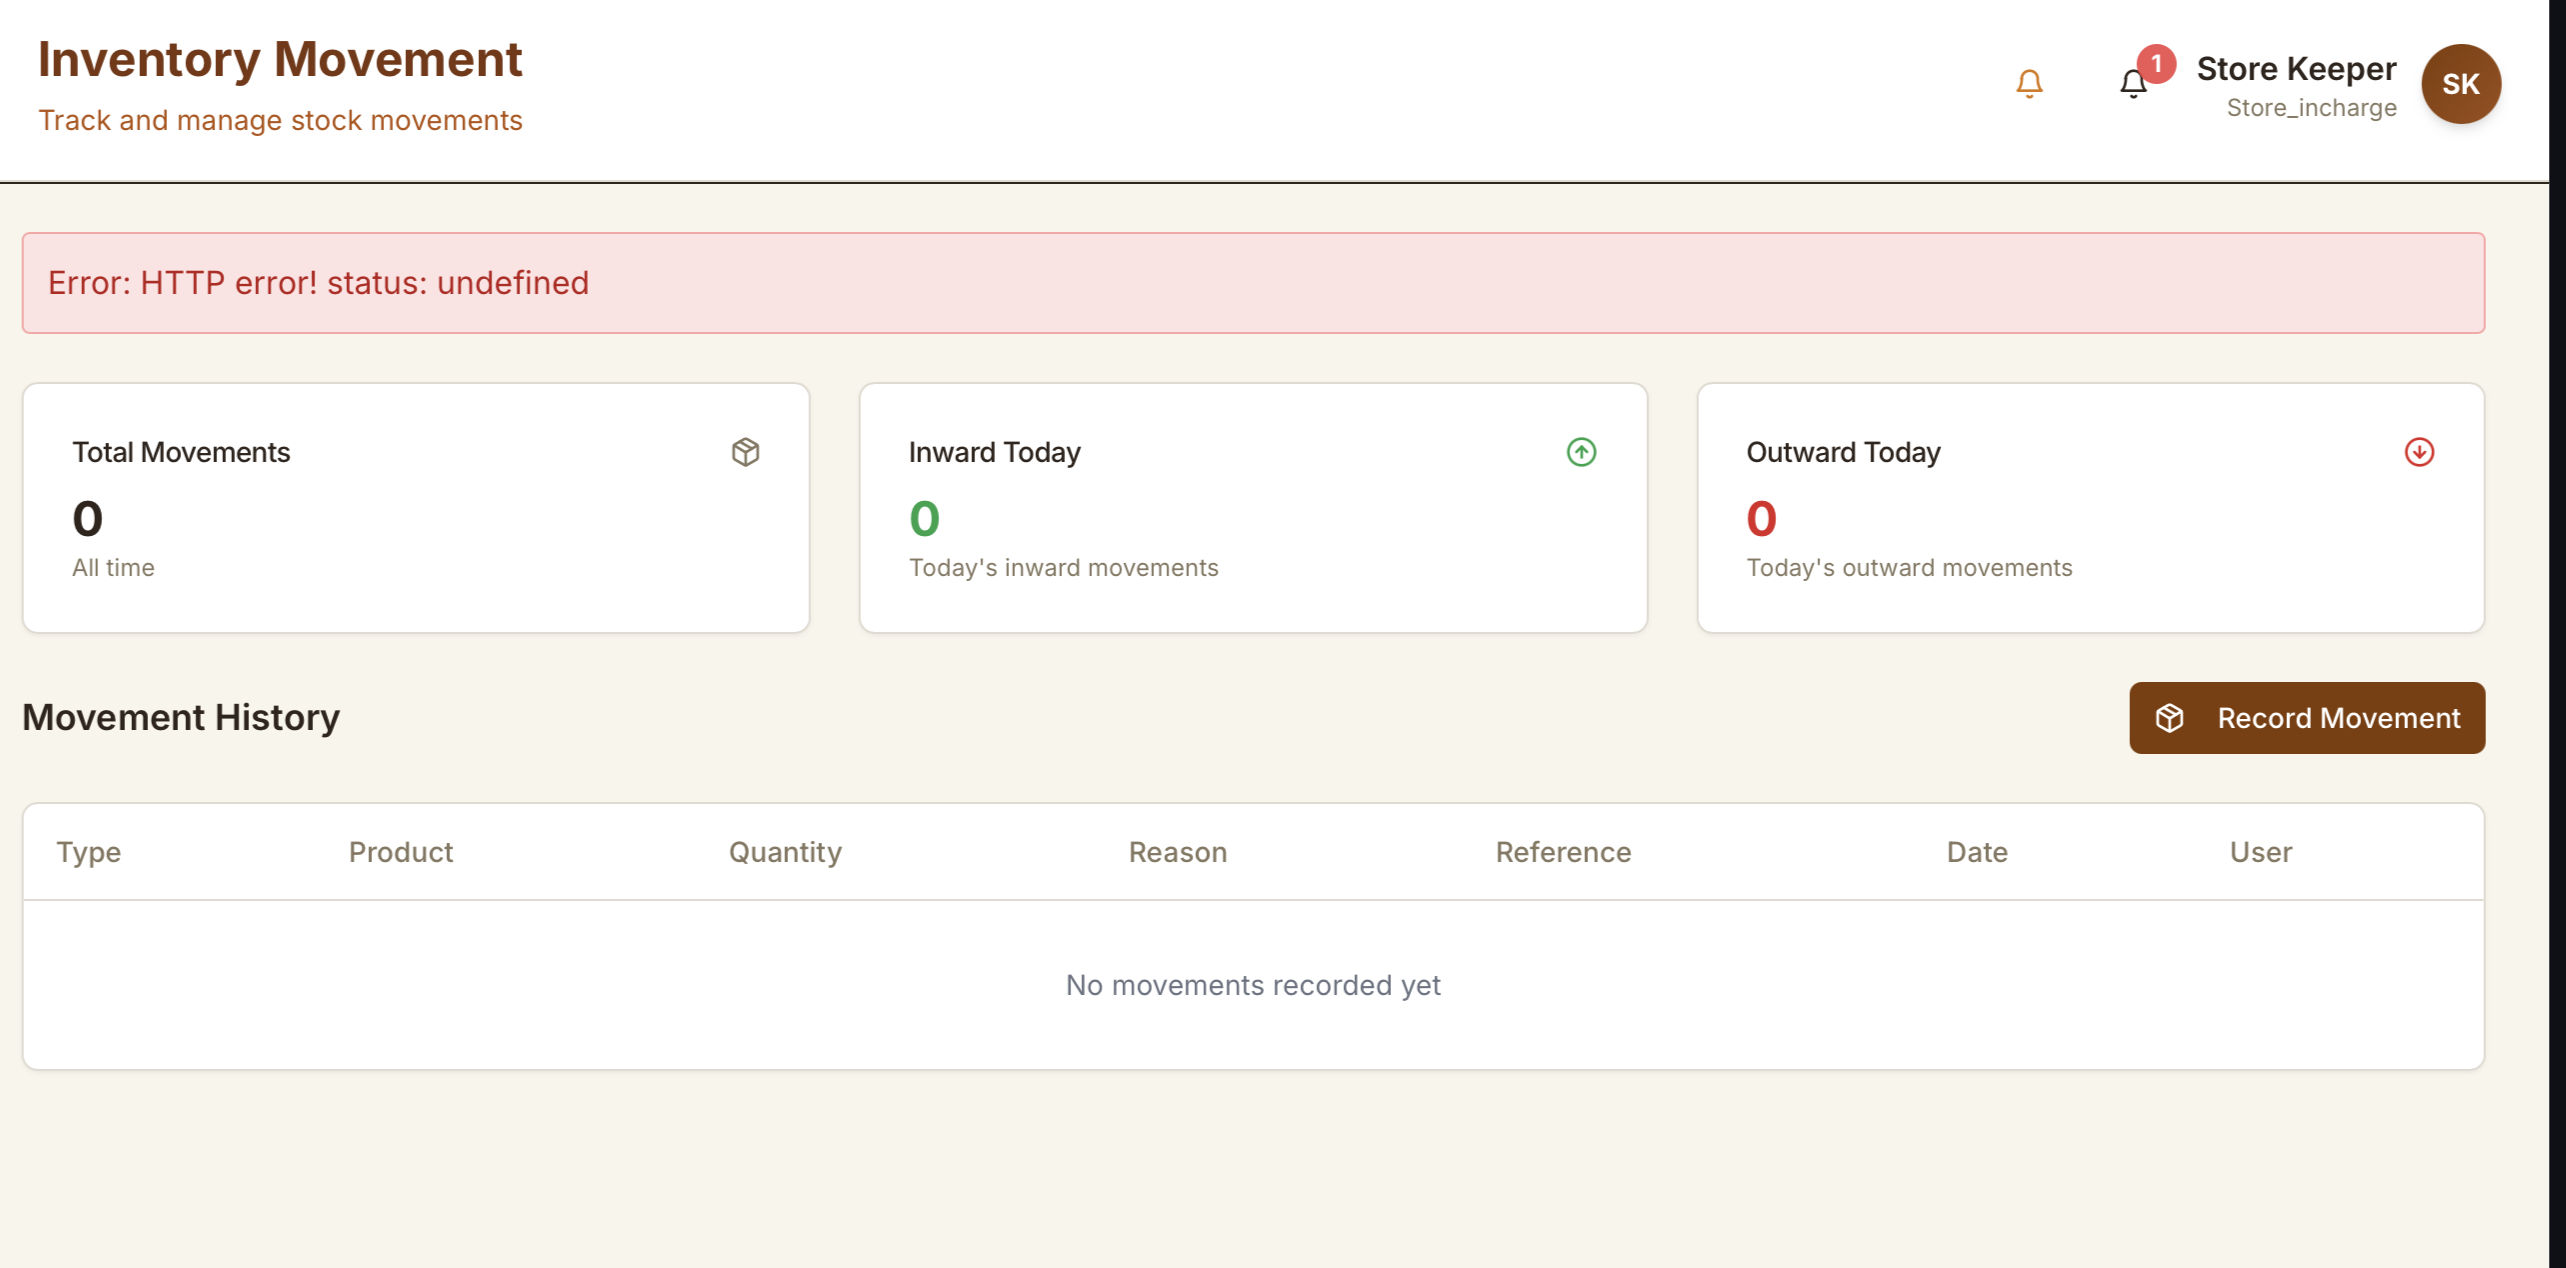 Inventory Movement
Track and manage stock movements
1
Store Keeper
Store_incharge
SK
Error: HTTP error! status: undefined
Total Movements
0
All time
Inward Today
0
Today's inward movements
Outward Today
0
Today's outward movements
Movement History
Record Movement
Type Product Quantity Reason Reference Date User
No movements recorded yet